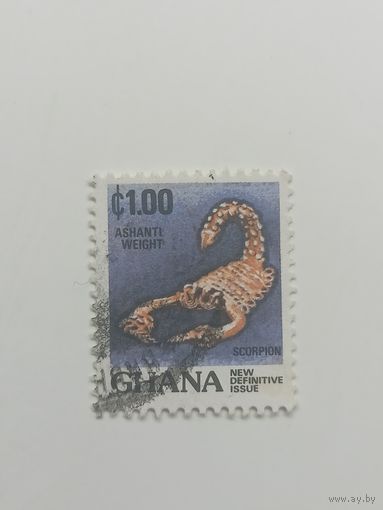 ₵1.00
ASHANTI
WEIGHT
SCORPION
GHANA
NEW
DEFINITIVE
ISSUE
www.ay.by